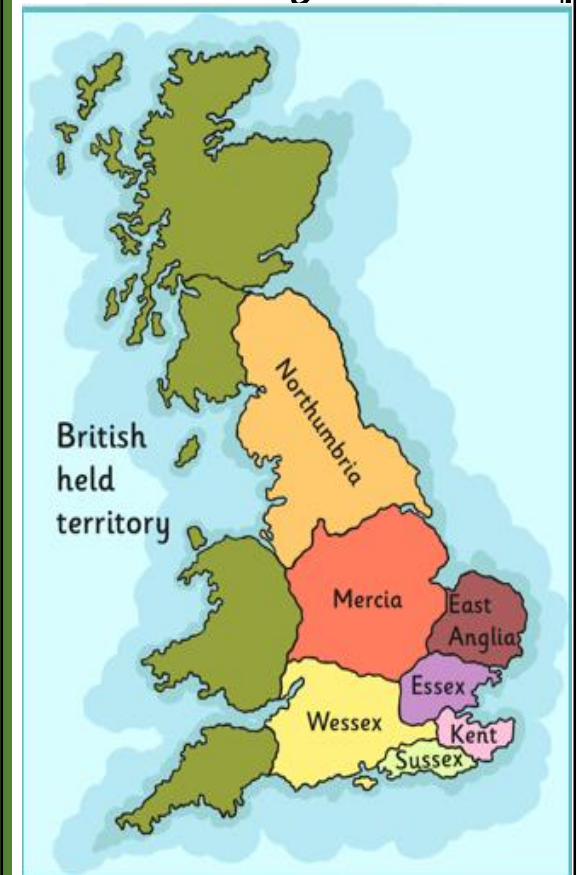 Northumbria
British
held
territory
Mercia
East
Anglia
Essex
Wessex
Kent
Sussex